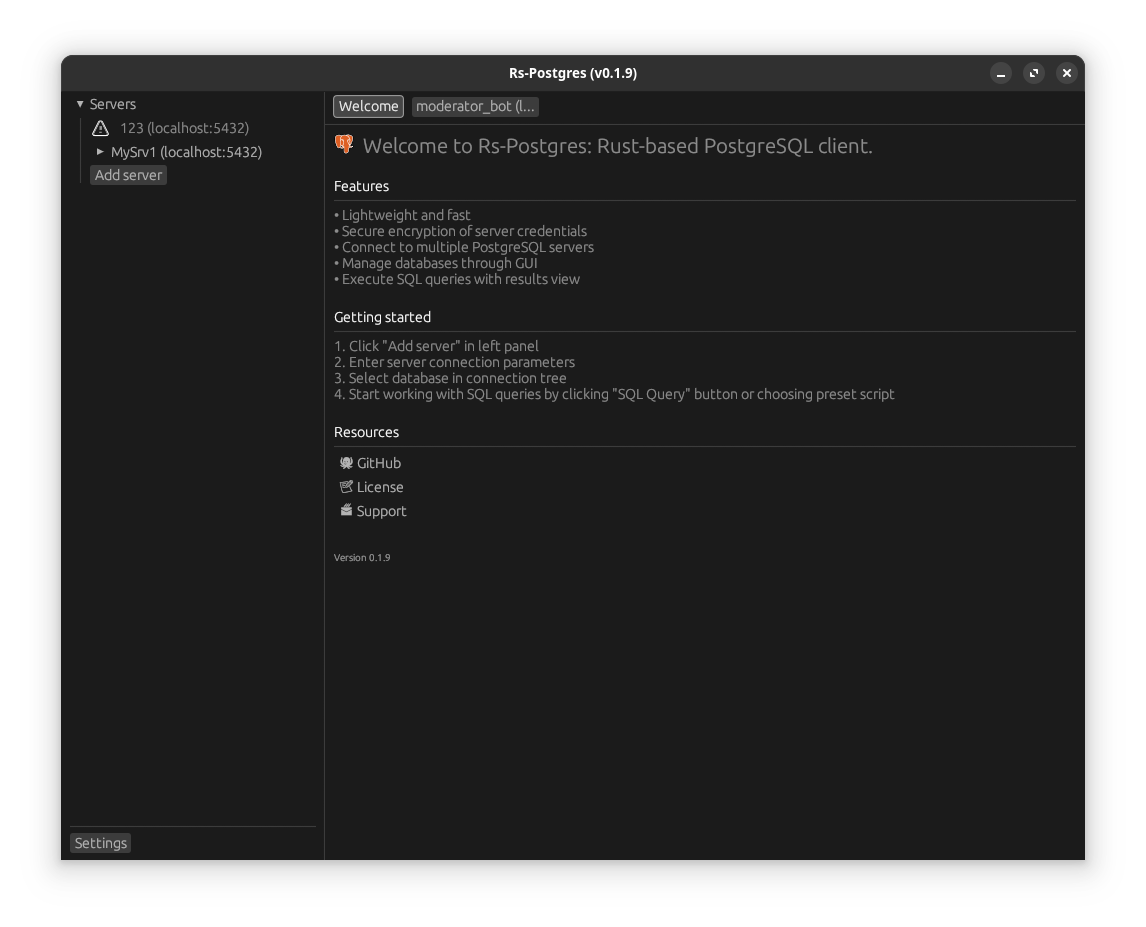 Rs-Postgres (v0.1.9)
Servers
123 (localhost:5432)
MySrv1 (localhost:5432)
Add server
Settings
Welcome
moderator_bot (l...
Welcome to Rs-Postgres: Rust-based PostgreSQL client.
Features
• Lightweight and fast
• Secure encryption of server credentials
• Connect to multiple PostgreSQL servers
• Manage databases through GUI
• Execute SQL queries with results view
Getting started
1. Click "Add server" in left panel
2. Enter server connection parameters
3. Select database in connection tree
4. Start working with SQL queries by clicking "SQL Query" button or choosing preset script
Resources
GitHub
License
Support
Version 0.1.9